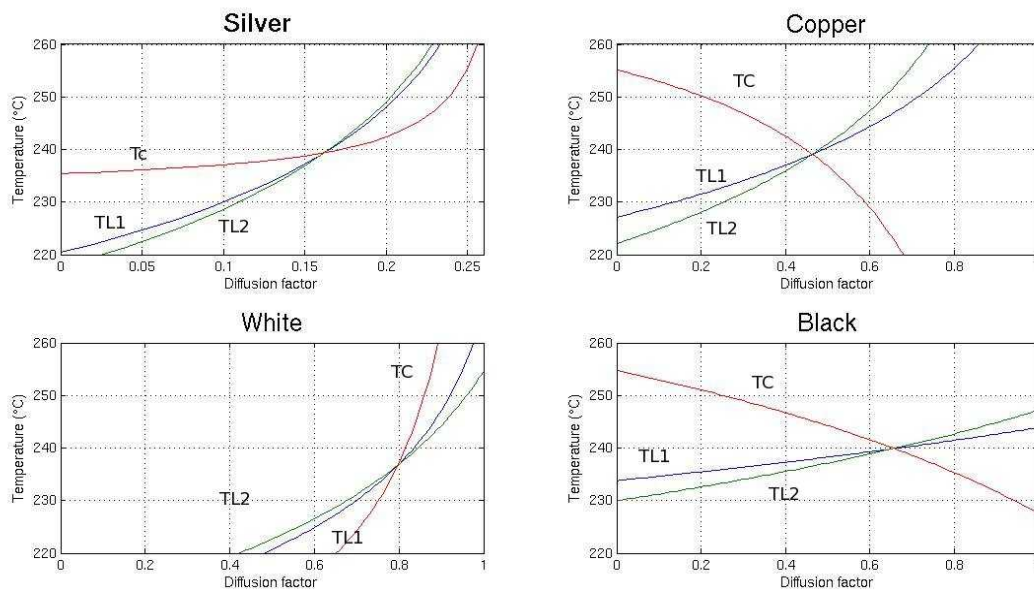 Silver
260
250
240
230
220
Temperature (°C)
Tc
TL1
TL2
0
0.05
0.1
0.15
0.2
0.25
Diffusion factor
Copper
260
250
240
230
220
Temperature (°C)
TC
TL1
TL2
0
0.2
0.4
0.6
0.8
Diffusion factor
White
260
250
240
230
220
Temperature (°C)
TC
TL2
TL1
0
0.2
0.4
0.6
0.8
1
Diffusion factor
Black
260
250
240
230
220
Temperature (°C)
TC
TL1
TL2
0
0.2
0.4
0.6
0.8
Diffusion factor